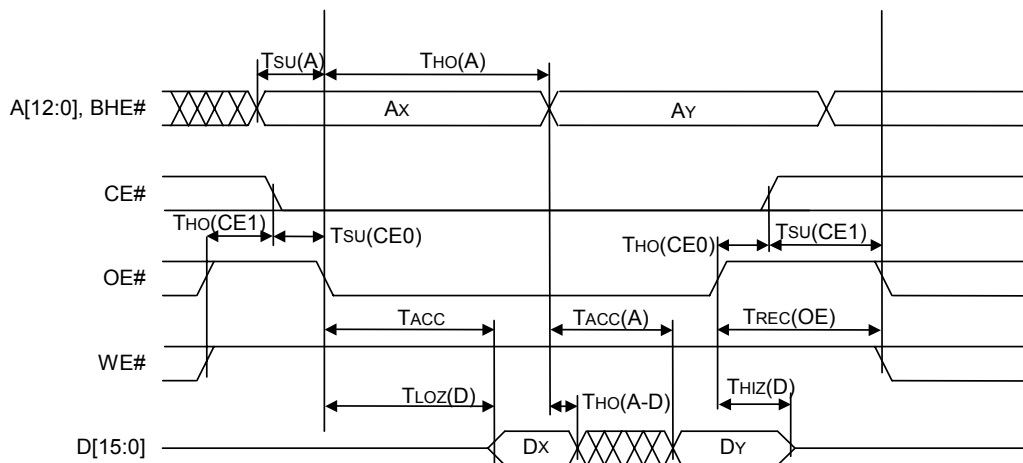 TSU(A) THO(A)
A[12:0], BHE# AX AY
CE#
THO(CE1) TSU(CE0) THO(CE0) TSU(CE1)
OE#
TACC TACC(A) TREC(OE)
WE#
TLOZ(D) THO(A-D) THIZ(D)
D[15:0] DX DY